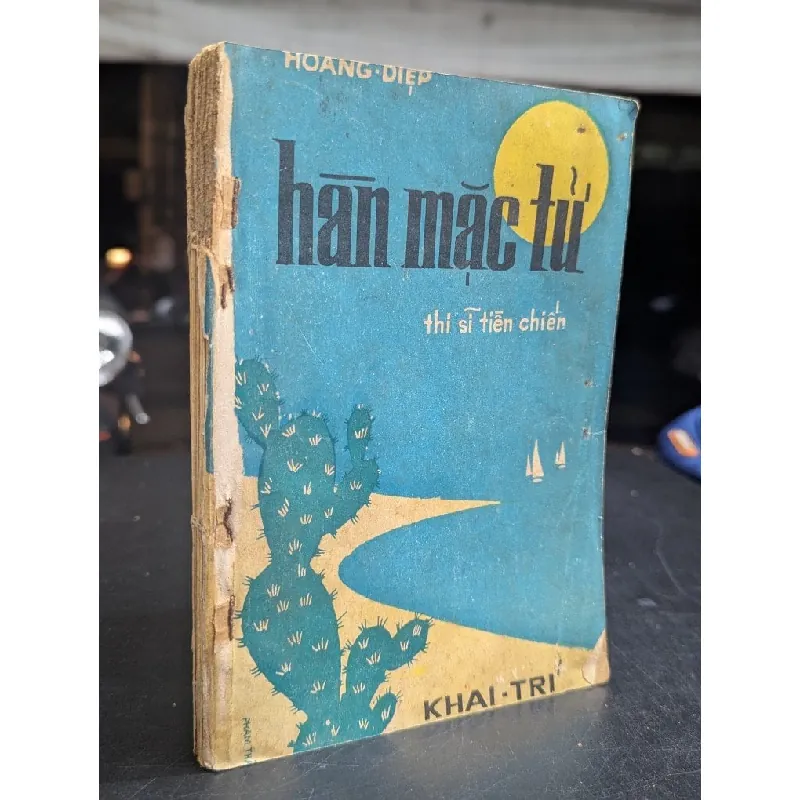 HOÀNG-DIỆP
hàn mặc tử
thi sĩ tiền chiến
KHAI-TRÍ